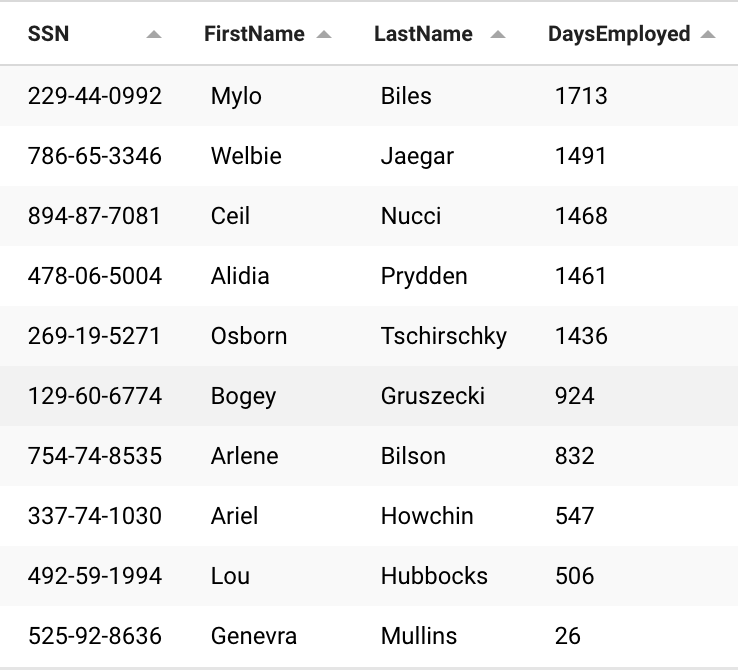 SSN FirstName LastName DaysEmployed
229-44-0992 Mylo Biles 1713
786-65-3346 Welbie Jaegar 1491
894-87-7081 Ceil Nucci 1468
478-06-5004 Alidia Prydden 1461
269-19-5271 Osborn Tschirschky 1436
129-60-6774 Bogey Gruszecki 924
754-74-8535 Arlene Bilson 832
337-74-1030 Ariel Howchin 547
492-59-1994 Lou Hubbocks 506
525-92-8636 Genevra Mullins 26